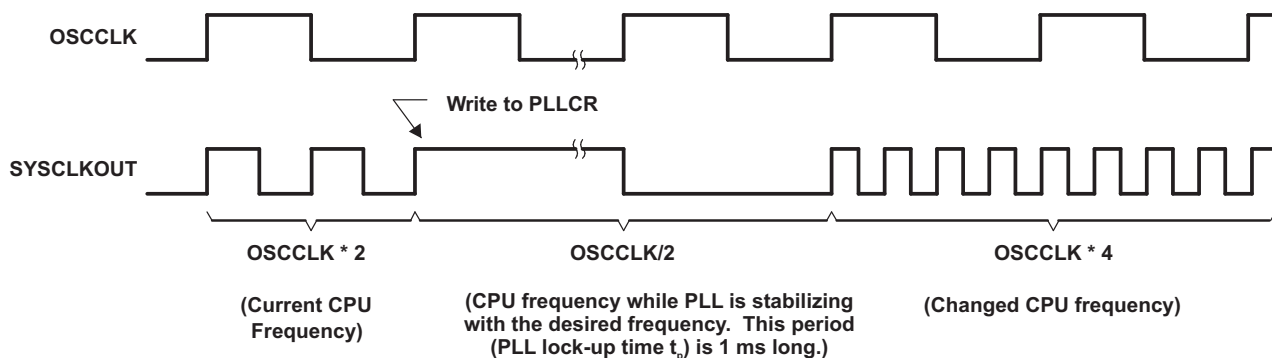 OSCCLK
Write to PLLCR
SYSCLKOUT
OSCCLK * 2
OSCCLK/2
OSCCLK * 4
(Current CPU
Frequency)
(CPU frequency while PLL is stabilizing
with the desired frequency. This period
(PLL lock-up time tp) is 1 ms long.)
(Changed CPU frequency)